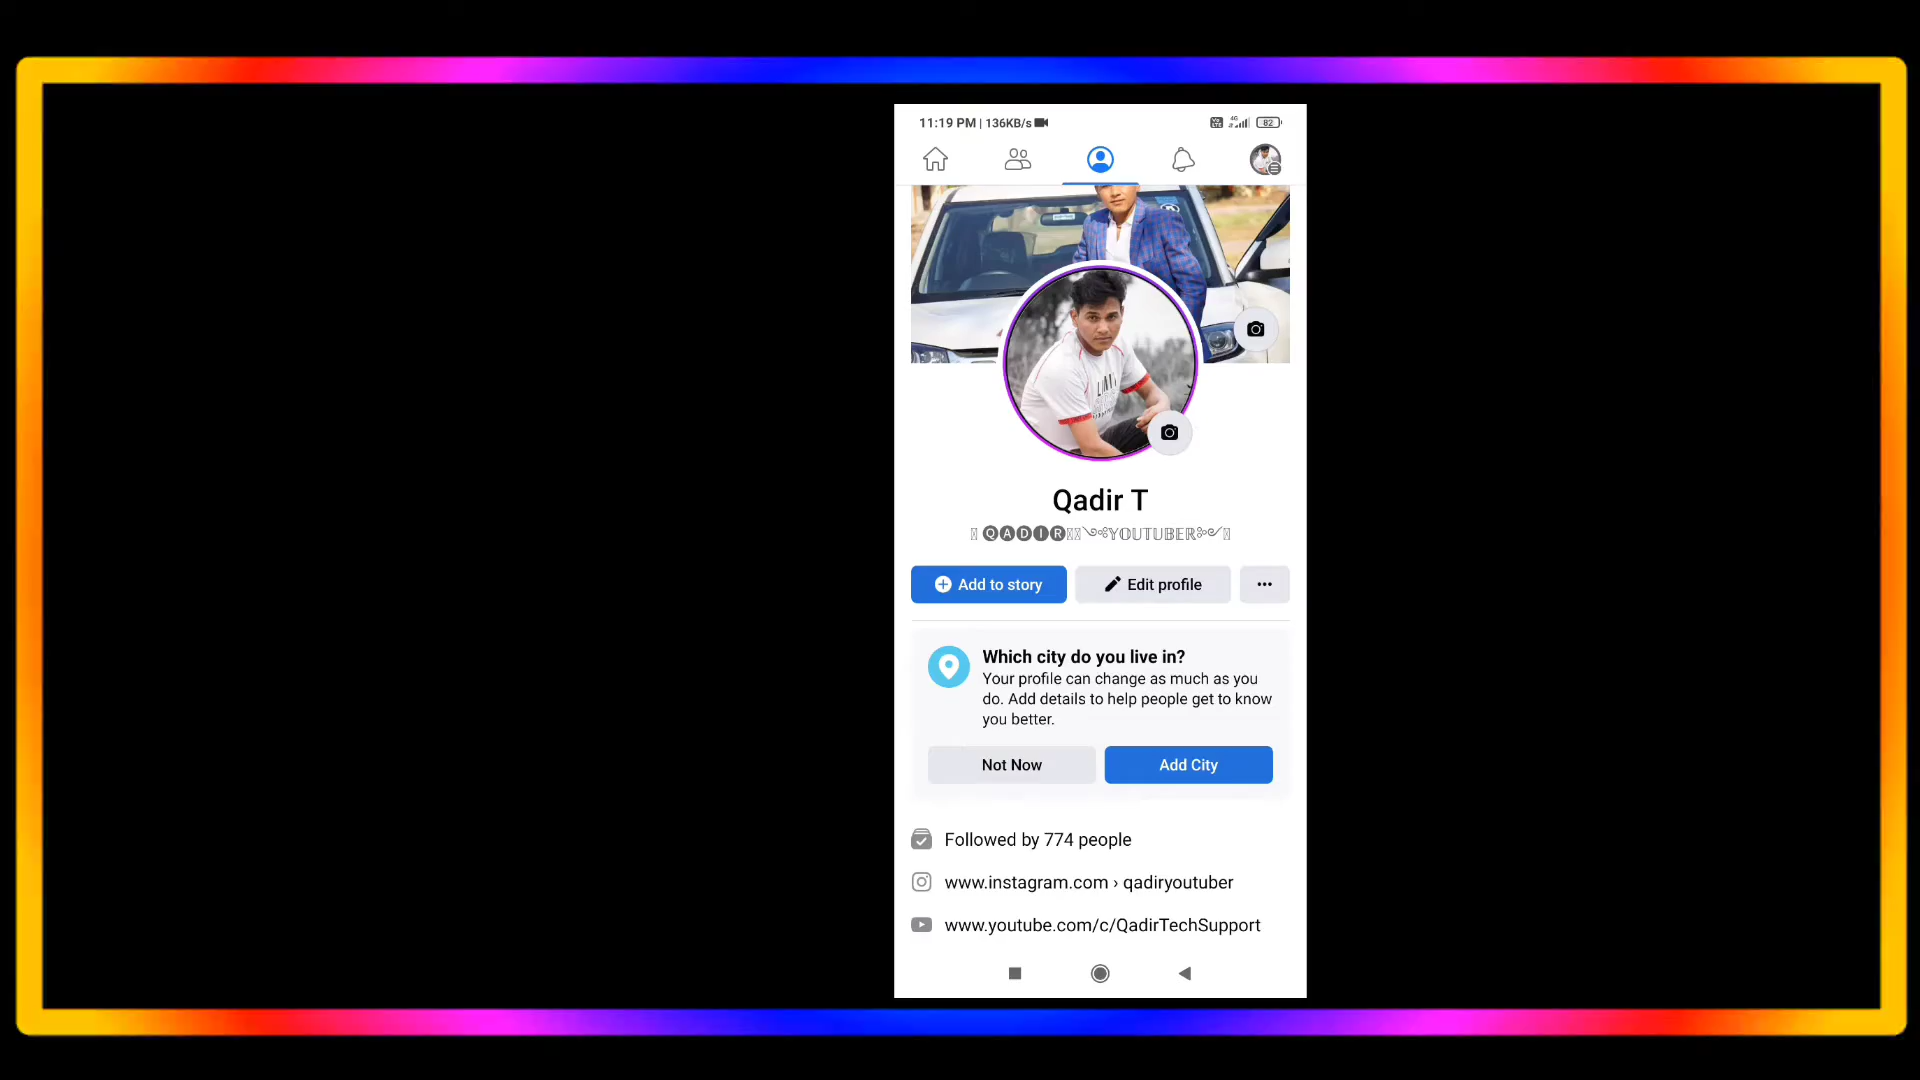 11:19 PM | 136KB/s
4G
82
Qadir T
🅠🅐🅓🅘🅡 ༺𝕐𝕆𝕌𝕋𝕌𝔹𝔼ℝ༻
Add to story
Edit profile
Which city do you live in?
Your profile can change as much as you
do. Add details to help people get to know
you better.
Not Now
Add City
Followed by 774 people
www.instagram.com › qadiryoutuber
www.youtube.com/c/QadirTechSupport